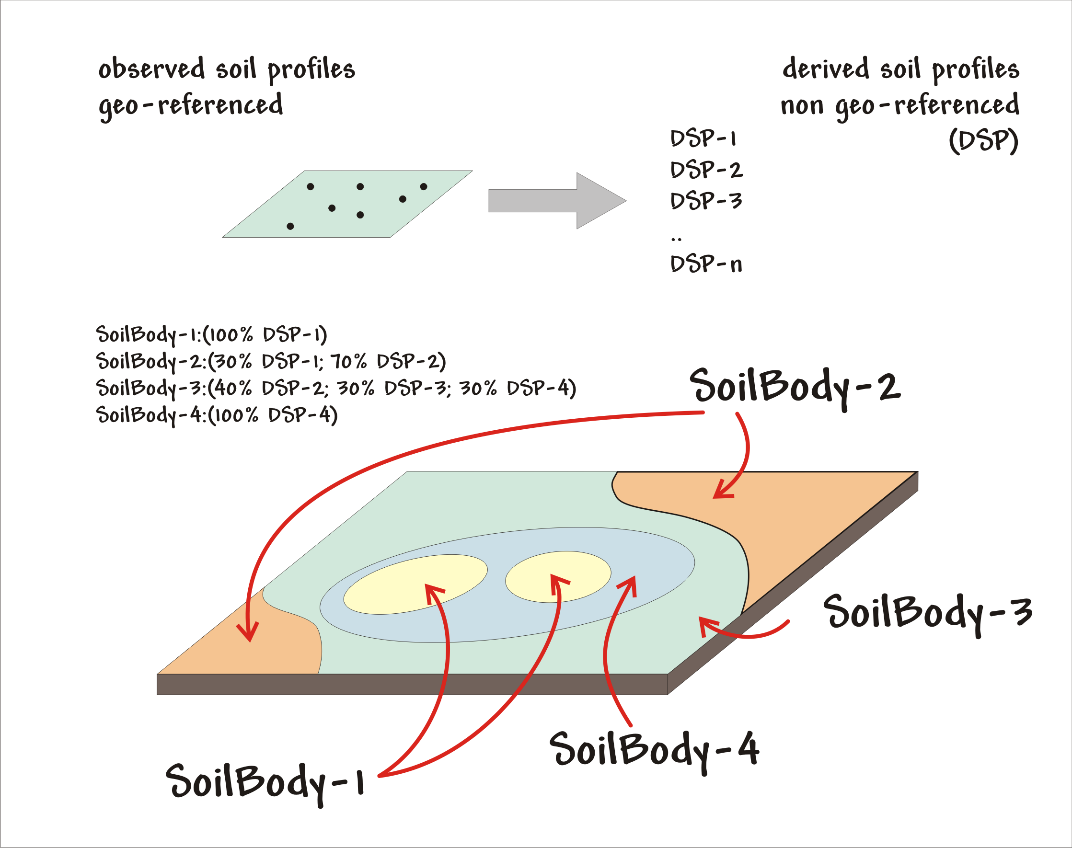 observed soil profiles
geo-referenced
derived soil profiles
non geo-referenced
(DSP)
DSP-1
DSP-2
DSP-3
..
DSP-n
SoilBody-1:(100% DSP-1)
SoilBody-2:(30% DSP-1; 70% DSP-2)
SoilBody-3:(40% DSP-2; 30% DSP-3; 30% DSP-4)
SoilBody-4:(100% DSP-4)
SoilBody-2
SoilBody-3
SoilBody-4
SoilBody-1